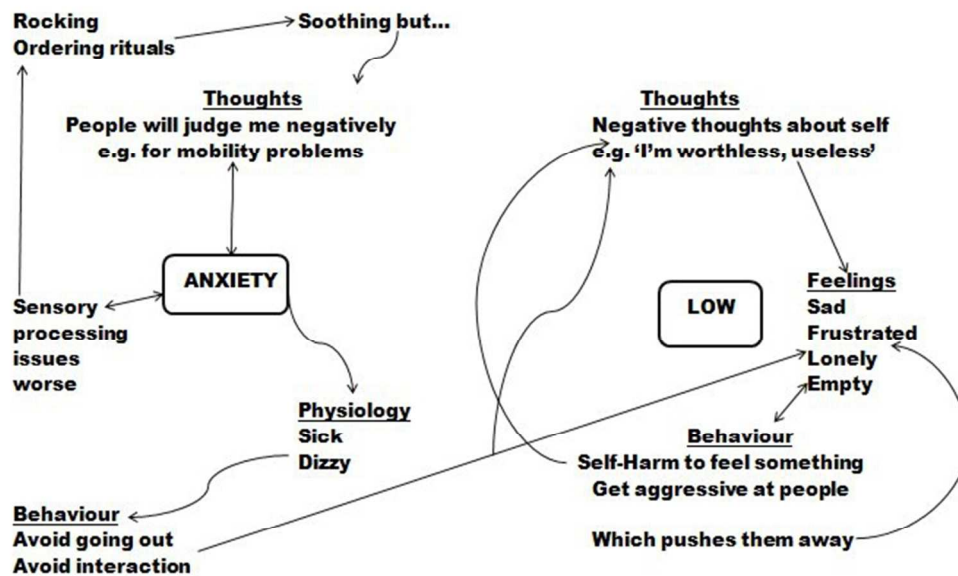 Rocking
Ordering rituals
Soothing but...
Thoughts
People will judge me negatively
e.g. for mobility problems
ANXIETY
Sensory
processing
issues
worse
Physiology
Sick
Dizzy
Behaviour
Avoid going out
Avoid interaction
Thoughts
Negative thoughts about self
e.g. ‘I’m worthless, useless’
LOW
Feelings
Sad
Frustrated
Lonely
Empty
Behaviour
Self-Harm to feel something
Get aggressive at people
Which pushes them away